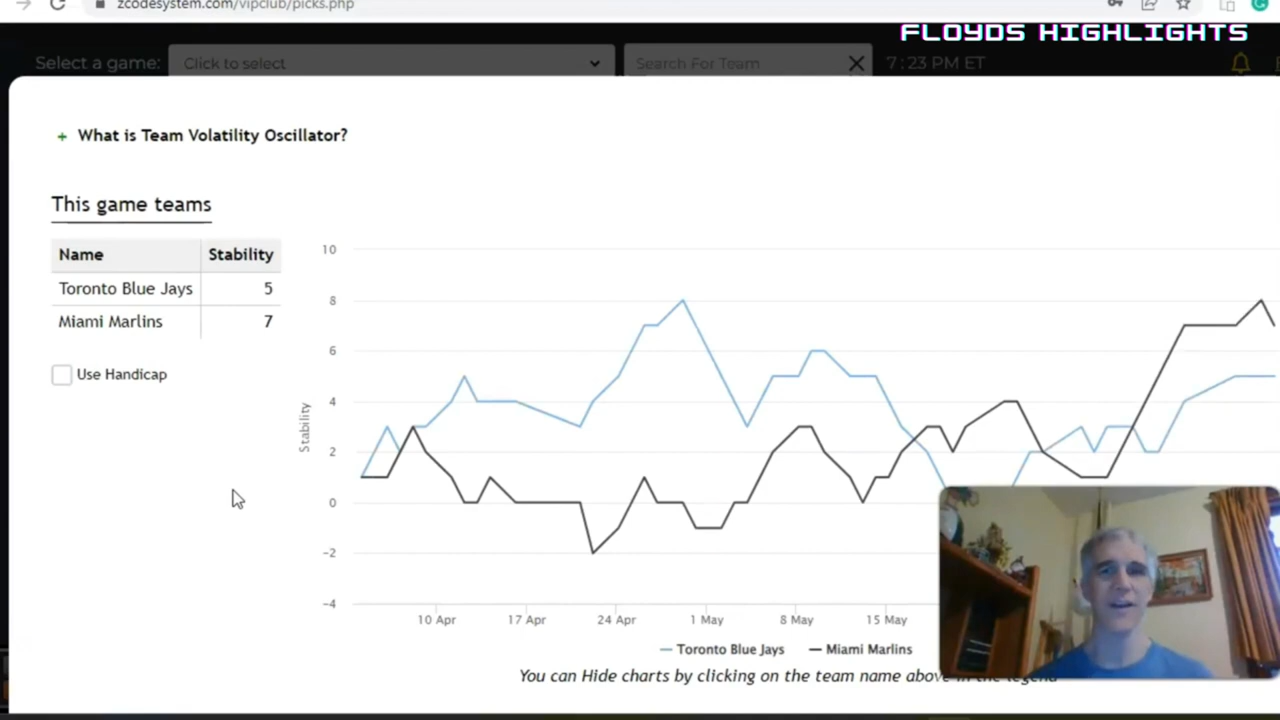 zcodesystem.com/vipclub/picks.php
FLOYDS HIGHLIGHTS
Select a game:
Click to select
Search For Team
7:23 PM ET
+ What is Team Volatility Oscillator?
This game teams
Name Stability
Toronto Blue Jays 5
Miami Marlins 7
Use Handicap
Stability
10
8
6
4
2
0
-2
-4
10 Apr 17 Apr 24 Apr 1 May 8 May 15 May
Toronto Blue Jays Miami Marlins
You can Hide charts by clicking on the team name above in the legend